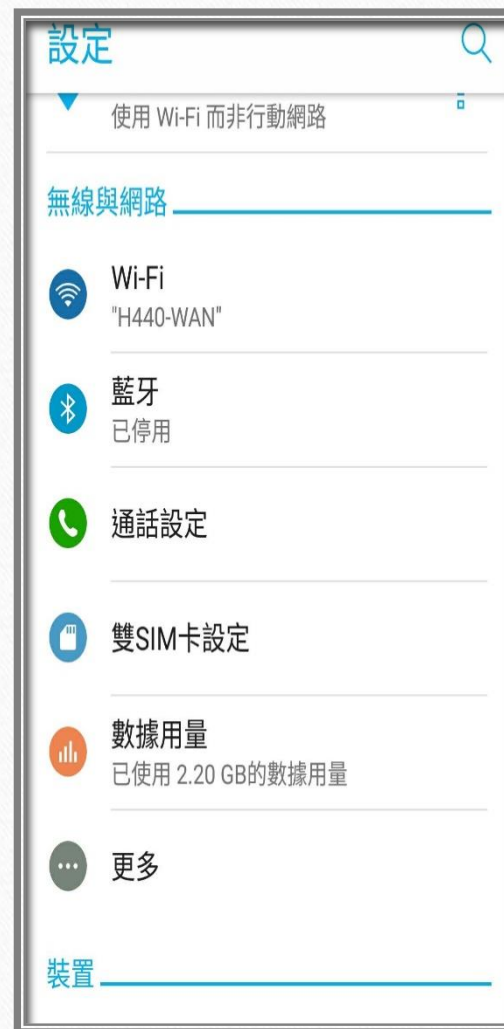 設定
使用 Wi-Fi 而非行動網路
無線與網路
Wi-Fi
"H440-WAN"
藍牙
已停用
通話設定
雙SIM卡設定
數據用量
已使用 2.20 GB的數據用量
更多
裝置